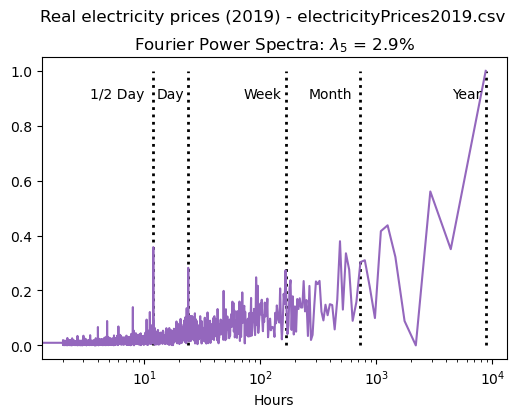 Real electricity prices (2019) - electricityPrices2019.csv
Fourier Power Spectra: λ₅ = 2.9%
1.0
1/2 Day Day Week Month Year
0.8
0.6
0.4
0.2
0.0
10¹ 10² 10³ 10⁴
Hours